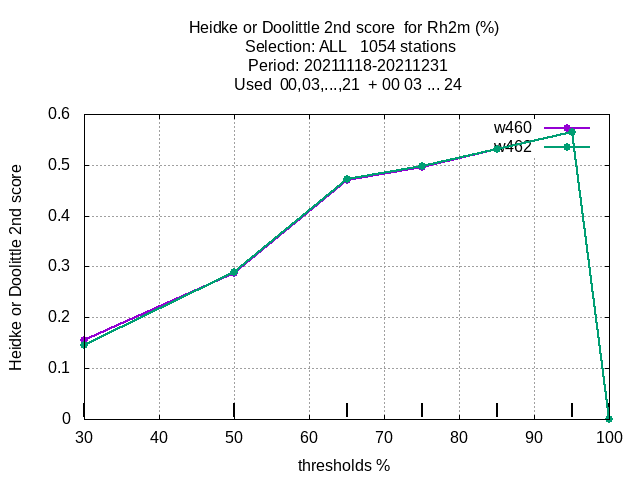 Heidke or Doolittle 2nd score  for Rh2m (%)
Selection: ALL   1054 stations
Period: 20211118-20211231
Used  00,03,...,21  + 00 03 ... 24
w460
w462
Heidke or Doolittle 2nd score
0.6
0.5
0.4
0.3
0.2
0.1
0
30 40 50 60 70 80 90 100
thresholds %